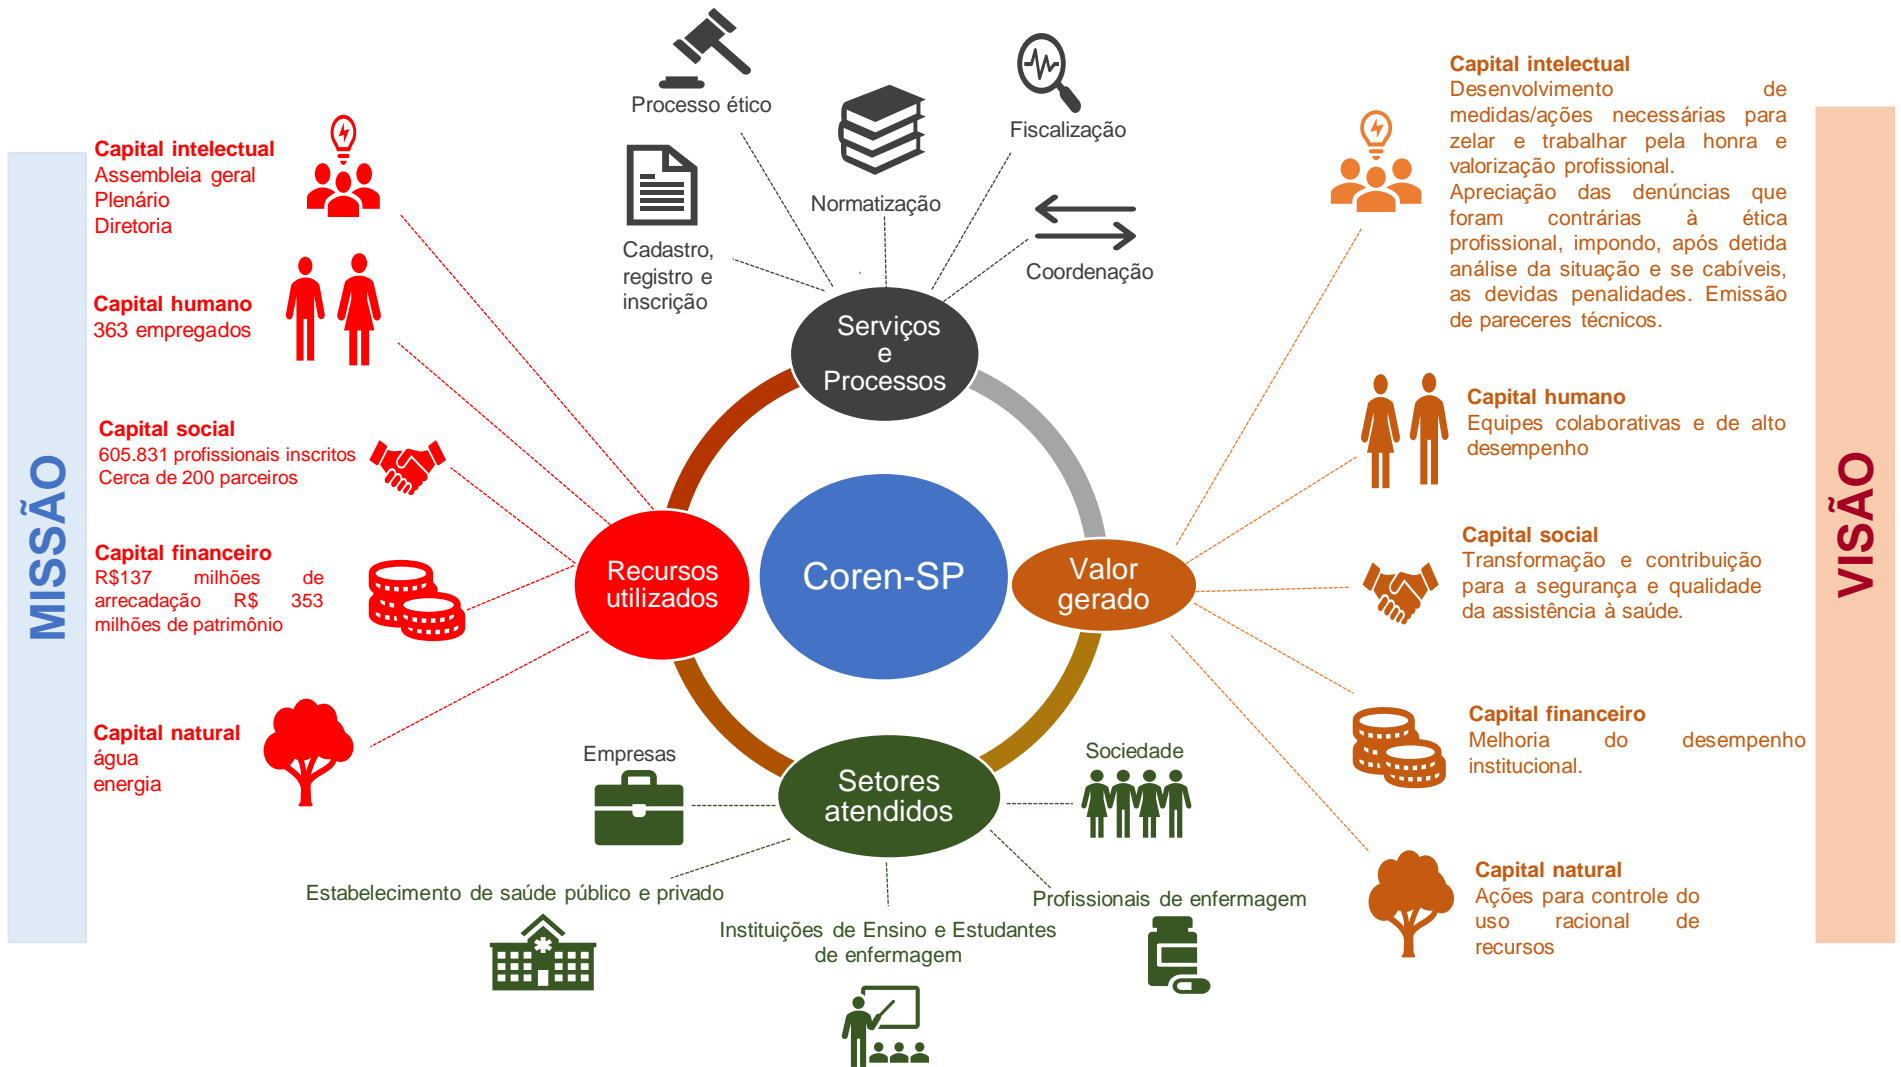 MISSÃO
Capital intelectual
Assembleia geral
Plenário
Diretoria
Capital humano
363 empregados
Capital social
605.831 profissionais inscritos
Cerca de 200 parceiros
Capital financeiro
R$137 milhões de
arrecadação R$ 353
milhões de patrimônio
Capital natural
água
energia
Processo ético
Cadastro,
registro e
inscrição
Normatização
Fiscalização
Coordenação
Serviços
e
Processos
Recursos
utilizados
Coren-SP
Valor
gerado
Setores
atendidos
Empresas
Sociedade
Estabelecimento de saúde público e privado
Instituições de Ensino e Estudantes
de enfermagem
Profissionais de enfermagem
Capital intelectual
Desenvolvimento de
medidas/ações necessárias para
zelar e trabalhar pela honra e
valorização profissional.
Apreciação das denúncias que
foram contrárias à ética
profissional, impondo, após detida
análise da situação e se cabíveis,
as devidas penalidades. Emissão
de pareceres técnicos.
Capital humano
Equipes colaborativas e de alto
desempenho
Capital social
Transformação e contribuição
para a segurança e qualidade
da assistência à saúde.
Capital financeiro
Melhoria do desempenho
institucional.
Capital natural
Ações para controle do
uso racional de
recursos
VISÃO